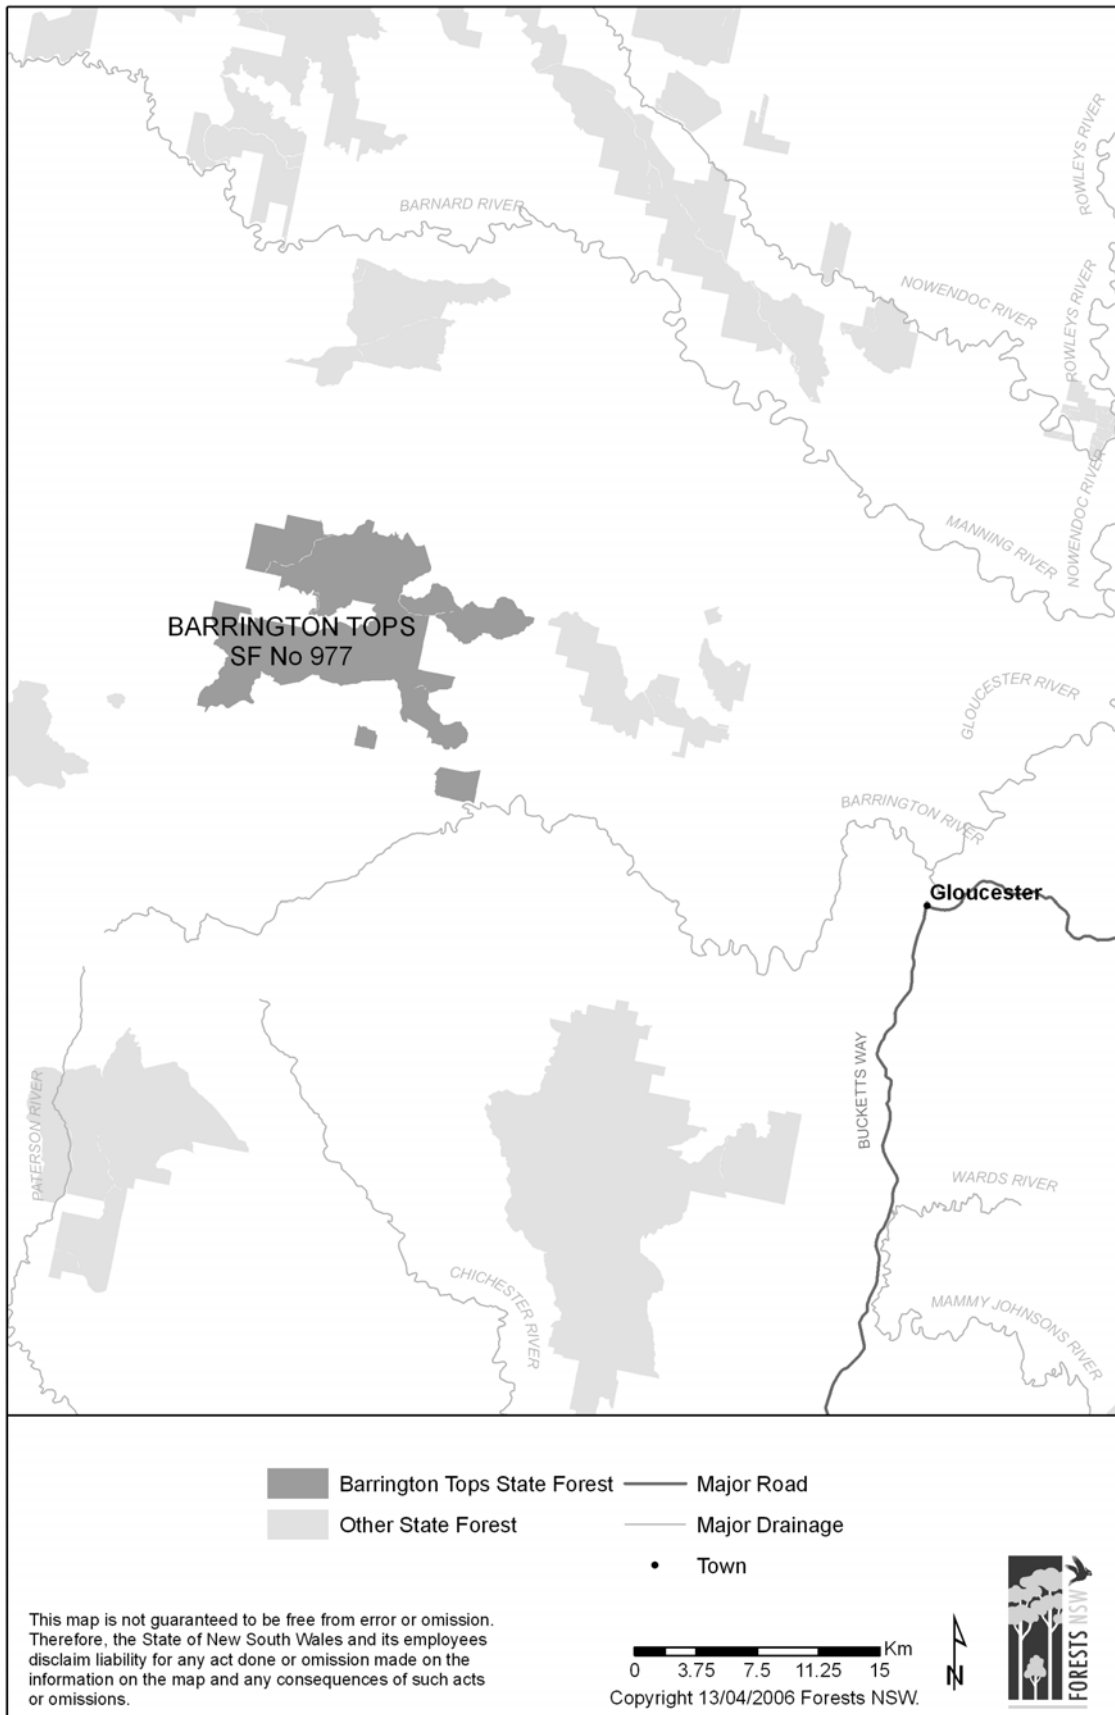 ROWLEYS RIVER
BARNARD RIVER
NOWENDOC RIVER
ROWLEYS RIVER
NOWENDOC RIVER
MANNING RIVER
BARRINGTON TOPS
SF No 977
GLOUCESTER RIVER
BARRINGTON RIVER
Gloucester
BUCKETTS WAY
PATERSON RIVER
WARDS RIVER
CHICHESTER RIVER
MAMMY JOHNSONS RIVER
Barrington Tops State Forest
Major Road
Other State Forest
Major Drainage
Town
This map is not guaranteed to be free from error or omission.
Therefore, the State of New South Wales and its employees
disclaim liability for any act done or omission made on the
information on the map and any consequences of such acts
or omissions.
Km
0 3.75 7.5 11.25 15
Copyright 13/04/2006 Forests NSW.
N
FORESTS NSW